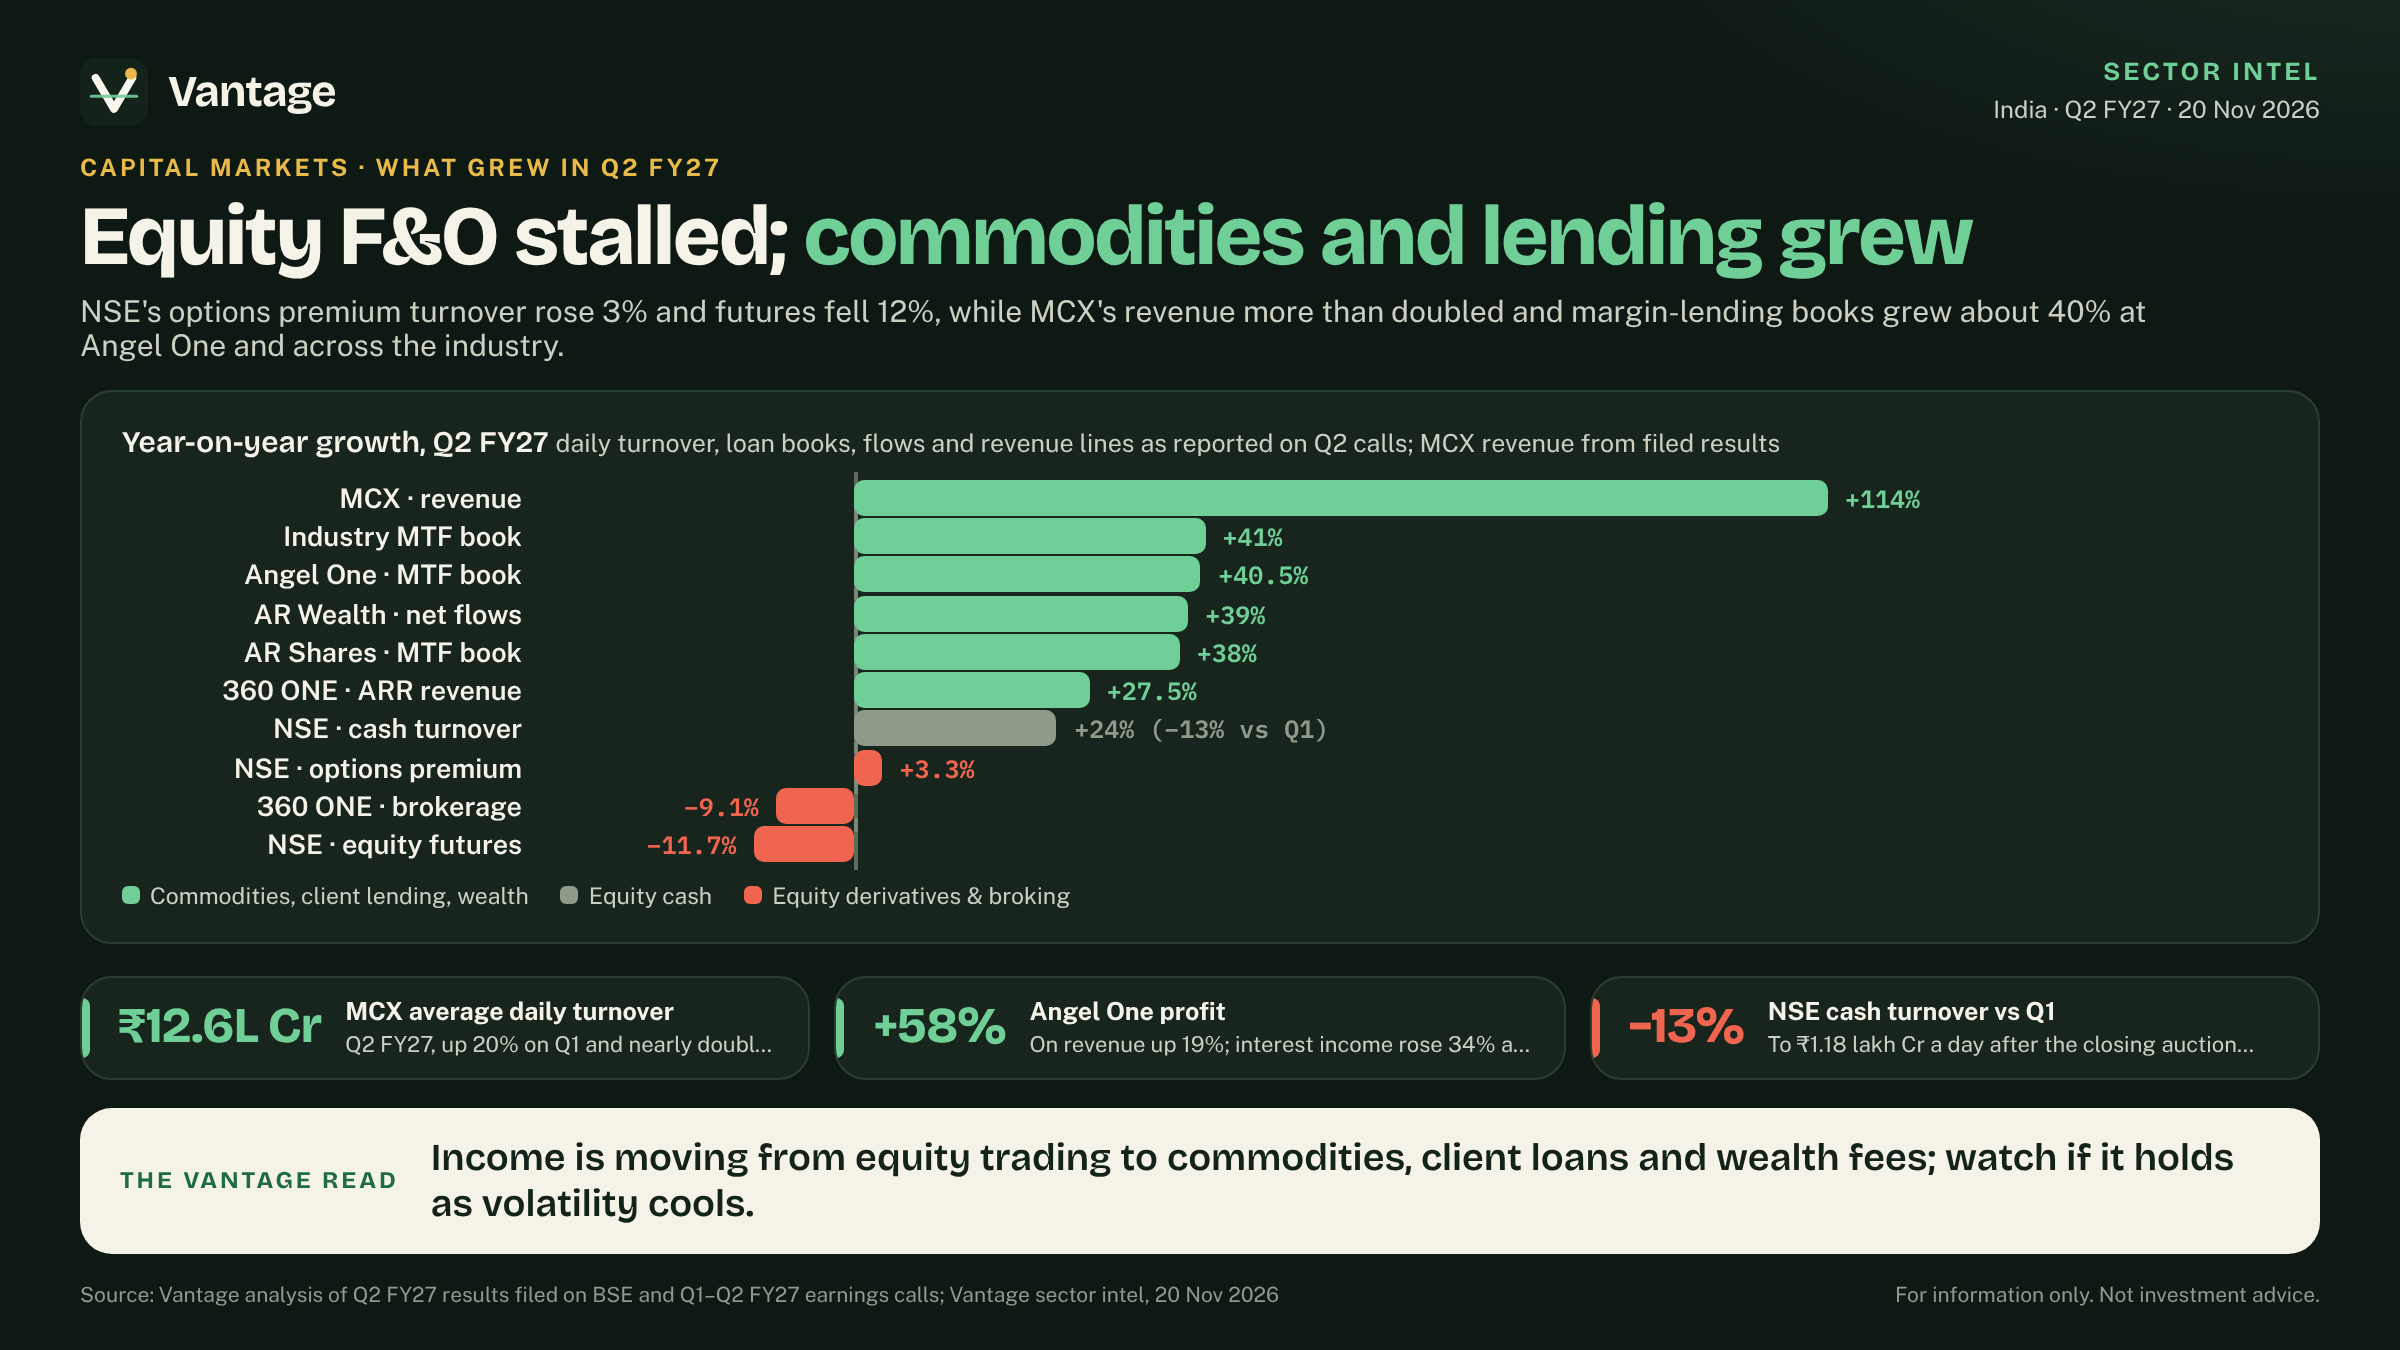 Vantage
SECTOR INTEL
India · Q2 FY27 · 20 Nov 2026
CAPITAL MARKETS · WHAT GREW IN Q2 FY27
Equity F&O stalled; commodities and lending grew
NSE's options premium turnover rose 3% and futures fell 12%, while MCX's revenue more than doubled and margin-lending books grew about 40% at
Angel One and across the industry.
Year-on-year growth, Q2 FY27 daily turnover, loan books, flows and revenue lines as reported on Q2 calls; MCX revenue from filed results
MCX · revenue +114%
Industry MTF book +41%
Angel One · MTF book +40.5%
AR Wealth · net flows +39%
AR Shares · MTF book +38%
360 ONE · ARR revenue +27.5%
NSE · cash turnover +24% (−13% vs Q1)
NSE · options premium +3.3%
360 ONE · brokerage −9.1%
NSE · equity futures −11.7%
Commodities, client lending, wealth Equity cash Equity derivatives & broking
₹12.6L Cr
MCX average daily turnover
Q2 FY27, up 20% on Q1 and nearly doubl...
+58%
Angel One profit
On revenue up 19%; interest income rose 34% a...
−13%
NSE cash turnover vs Q1
To ₹1.18 lakh Cr a day after the closing auction...
THE VANTAGE READ
Income is moving from equity trading to commodities, client loans and wealth fees; watch if it holds
as volatility cools.
Source: Vantage analysis of Q2 FY27 results filed on BSE and Q1–Q2 FY27 earnings calls; Vantage sector intel, 20 Nov 2026
For information only. Not investment advice.